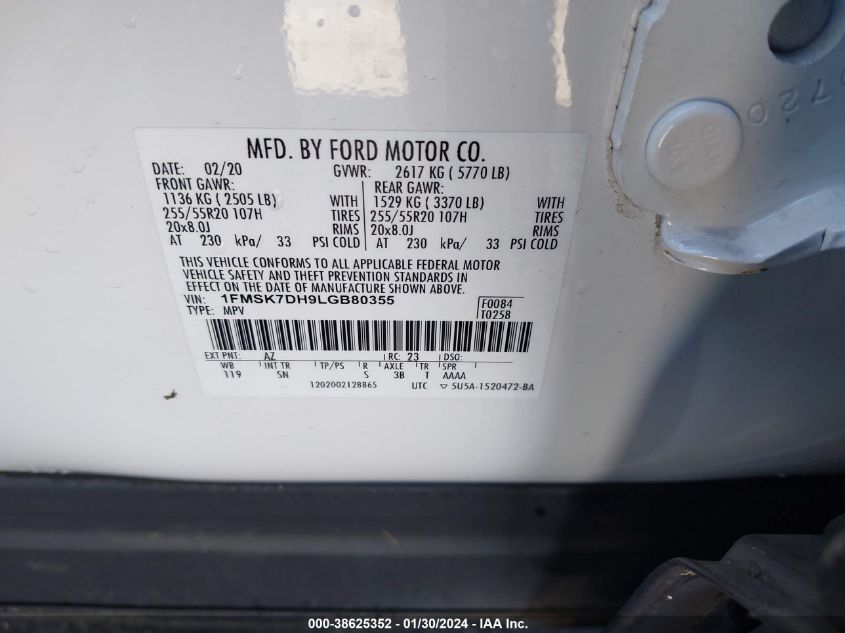 MFD. BY FORD MOTOR CO.
DATE: 02/20 GVWR: 2617 KG ( 5770 LB)
FRONT GAWR: REAR GAWR:
1136 KG ( 2505 LB) WITH 1529 KG ( 3370 LB) WITH
255/55R20 107H TIRES 255/55R20 107H TIRES
20x8.0J RIMS 20x8.0J RIMS
AT 230 kPa/ 33 PSI COLD AT 230 kPa/ 33 PSI COLD
THIS VEHICLE CONFORMS TO ALL APPLICABLE FEDERAL MOTOR
VEHICLE SAFETY AND THEFT PREVENTION STANDARDS IN
EFFECT ON THE DATE OF MANUFACTURE SHOWN ABOVE.
VIN: 1FMSK7DH9LGB80355 F0084
TYPE: MPV T0258
EXT PNT: AZ RC: 23 DSO:
WB INT TR TP/PS R AXLE TR SPR
119 SN S 3B T AAAA
1202002128865 UTC ▽ 5U5A-1520472-BA
720
000-38625352 - 01/30/2024 - IAA Inc.